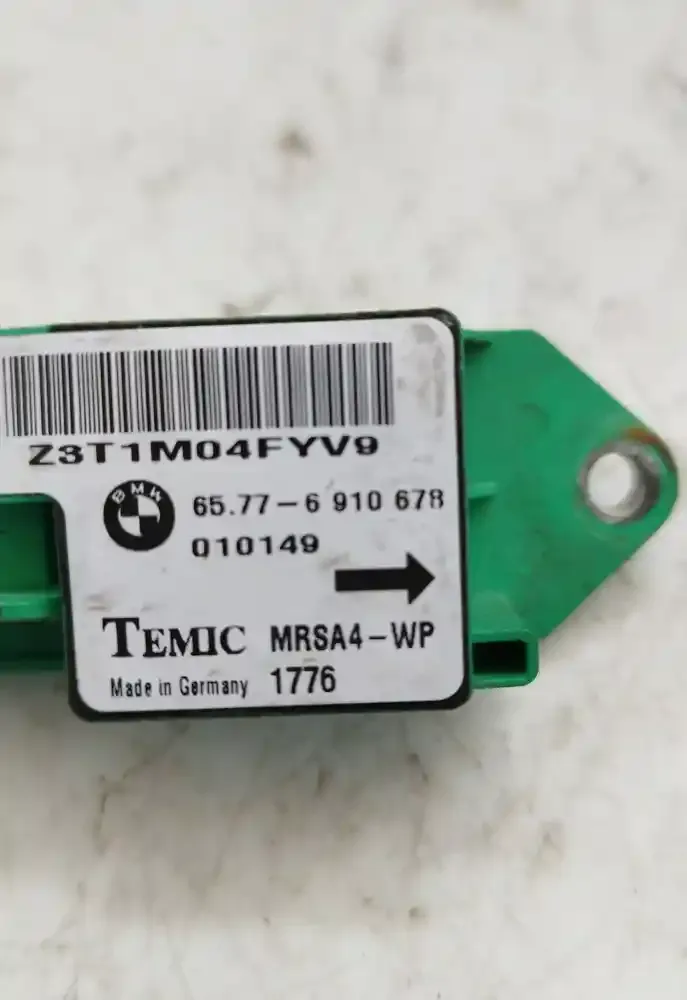 Z3T1M04FYV9
BMW
65.77-6 910 678
010149
TEMIC MRSA4-WP
Made in Germany 1776